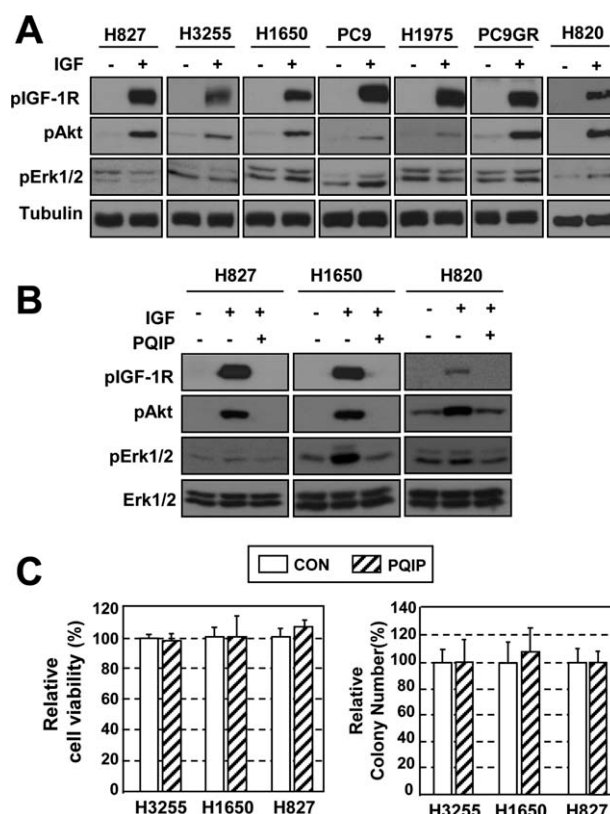 A
H827 H3255 H1650 PC9 H1975 PC9GR H820
IGF - + - + - + - + - + - + - +
pIGF-1R
pAkt
pErk1/2
Tubulin
B
H827 H1650 H820
IGF - + + - + + - + +
PQIP - - + - - + - - +
pIGF-1R
pAkt
pErk1/2
Erk1/2
C
CON PQIP
Relative
cell viability (%)
120
100
80
60
40
20
0
H3255 H1650 H827
Relative
Colony Number(%)
140
120
100
80
60
40
20
0
H3255 H1650 H827